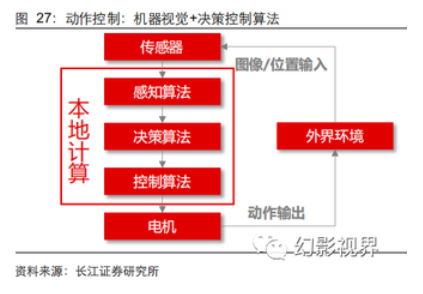 图 27：动作控制：机器视觉+决策控制算法
传感器
图像/位置输入
感知算法
本地计算
决策算法
外界环境
控制算法
动作输出
电机
幻影视界
资料来源：长江证券研究所